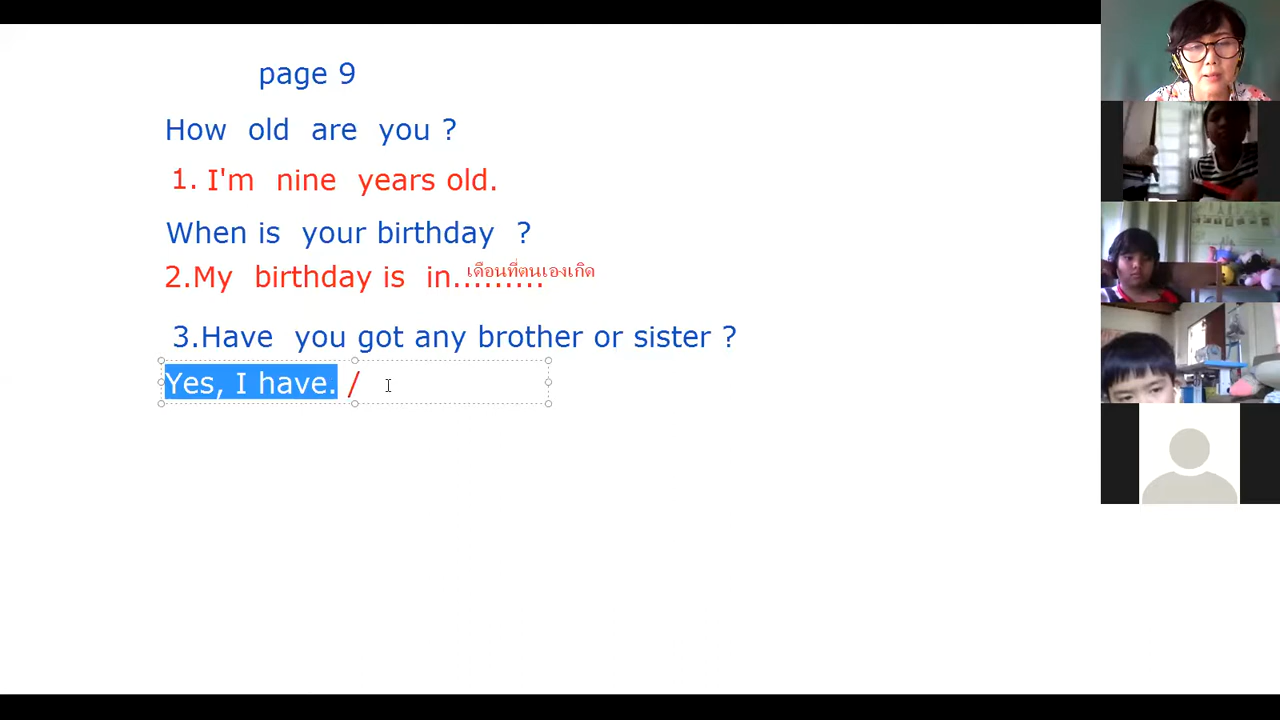 page 9
How old are you ?
1. I'm nine years old.
When is your birthday ?
2.My birthday is in......... เดือนที่ตนเองเกิด
3.Have you got any brother or sister ?
Yes, I have. /